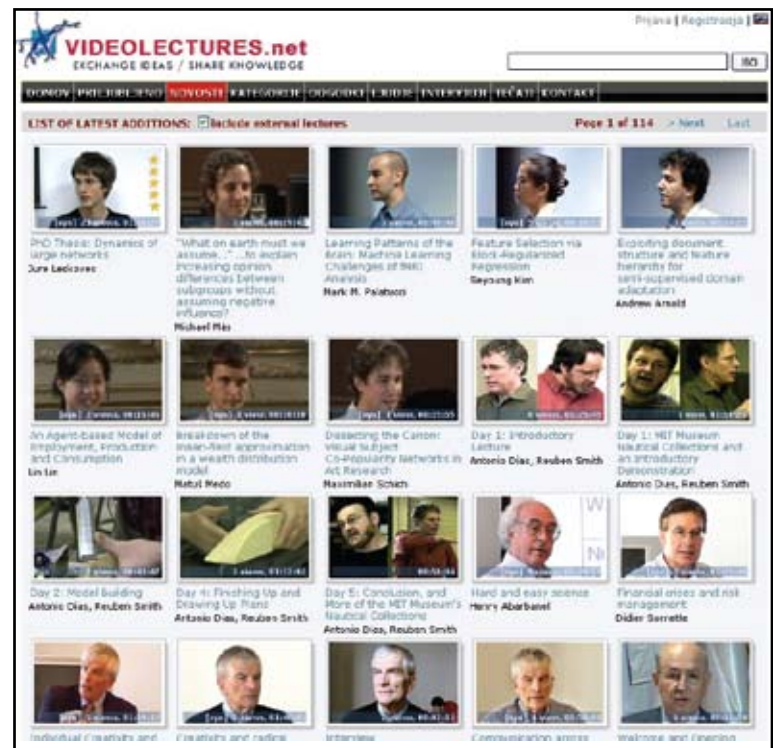 Prijava | Registracija |
VIDEOLECTURES.net
EXCHANGE IDEAS / SHARE KNOWLEDGE
DOMOV PRILJUBLJENO NOVOSTI KATEGORIJE DOGODKI LJUDJE INTERVJUJI TEČAJI KONTAKT
LIST OF LATEST ADDITIONS: Include external lectures
Page 1 of 114 > Next Last
PhD Thesis: Dynamics of
large networks
Jure Leskovec
"What on earth must we
assume..." ...to explain
increasing opinion
differences between
subgroups without
assuming negative
influence?
Michael Mäs
Learning Patterns of the
Brain: Machine Learning
Challenges of fMRI
Analysis
Mark M. Palatucci
Feature Selection via
Block-Regularized
Regression
Seyoung Kim
Exploiting document
structure and feature
hierarchy for
semi-supervised domain
adaptation
Andrew Arnold
An Agent-based Model of
Employment, Production
and Consumption
Lin Lin
Breakdown of the
mean-field approximation
in a wealth distribution
model
Matúš Medo
Dissecting the Canon:
Visual Subject
Co-Popularity Networks in
Art Research
Maximilian Schich
Day 1: Introductory
Lecture
Antonio Dias, Reuben Smith
Day 1: MIT Museum
Nautical Collections and
an Introductory
Demonstration
Antonio Dias, Reuben Smith
Day 2: Model Building
Antonio Dias, Reuben Smith
Day 4: Finishing Up and
Drawing Up Plans
Antonio Dias, Reuben Smith
Day 5: Conclusion, and
More of the MIT Museum's
Nautical Collections
Antonio Dias, Reuben Smith
Hard and easy science
Henry Abarbanel
Financial crises and risk
management
Didier Sornette
Individual Creativity and
Creativity and radical
Interview
Communication across
Welcome and Opening